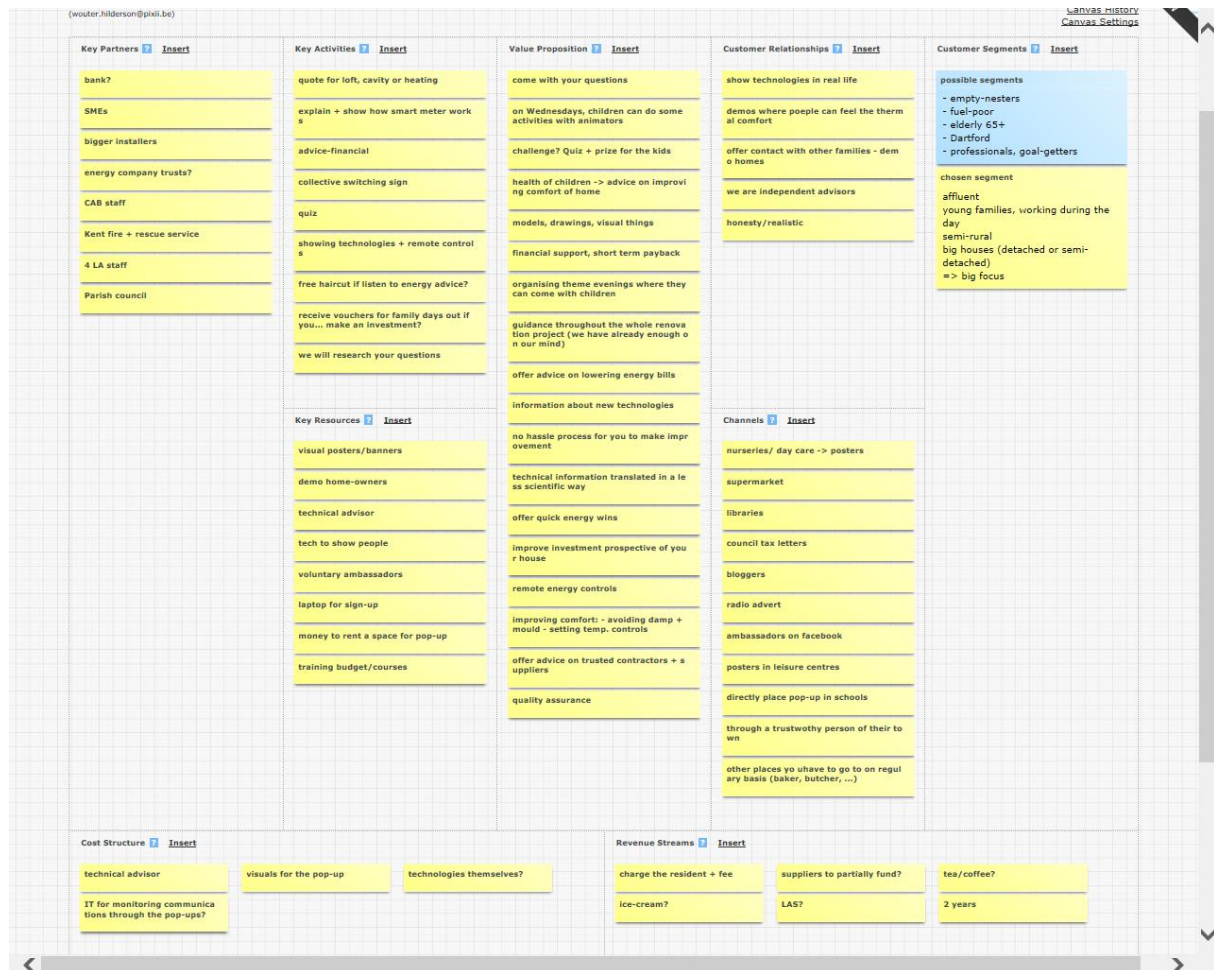 (wouter.hilderson@pixii.be)
Canvas History
Canvas Settings
Key Partners ? Insert
bank?
SMEs
bigger installers
energy company trusts?
CAB staff
Kent fire + rescue service
4 LA staff
Parish council
Key Activities ? Insert
quote for loft, cavity or heating
explain + show how smart meter work
s
advice-financial
collective switching sign
quiz
showing technologies + remote control
s
free haircut if listen to energy advice?
receive vouchers for family days out if
you... make an investment?
we will research your questions
Key Resources ? Insert
visual posters/banners
demo home-owners
technical advisor
tech to show people
voluntary ambassadors
laptop for sign-up
money to rent a space for pop-up
training budget/courses
Value Proposition ? Insert
come with your questions
on Wednesdays, children can do some
activities with animators
challenge? Quiz + prize for the kids
health of children -> advice on improvi
ng comfort of home
models, drawings, visual things
financial support, short term payback
organising theme evenings where they
can come with children
guidance throughout the whole renova
tion project (we have already enough o
n our mind)
offer advice on lowering energy bills
information about new technologies
no hassle process for you to make impr
ovement
technical information translated in a le
ss scientific way
offer quick energy wins
improve investment prospective of you
r house
remote energy controls
improving comfort: - avoiding damp +
mould - setting temp. controls
offer advice on trusted contractors + s
uppliers
quality assurance
Customer Relationships ? Insert
show technologies in real life
demos where poeple can feel the therm
al comfort
offer contact with other families - dem
o homes
we are independent advisors
honesty/realistic
Channels ? Insert
nurseries/ day care -> posters
supermarket
libraries
council tax letters
bloggers
radio advert
ambassadors on facebook
posters in leisure centres
directly place pop-up in schools
through a trustwothy person of their to
wn
other places yo uhave to go to on regul
ary basis (baker, butcher, ...)
Customer Segments ? Insert
possible segments
- empty-nesters
- fuel-poor
- elderly 65+
- Dartford
- professionals, goal-getters
chosen segment
affluent
young families, working during the
day
semi-rural
big houses (detached or semi-
detached)
=> big focus
Cost Structure ? Insert
technical advisor
visuals for the pop-up
technologies themselves?
IT for monitoring communica
tions through the pop-ups?
Revenue Streams ? Insert
charge the resident + fee
suppliers to partially fund?
tea/coffee?
ice-cream?
LAS?
2 years